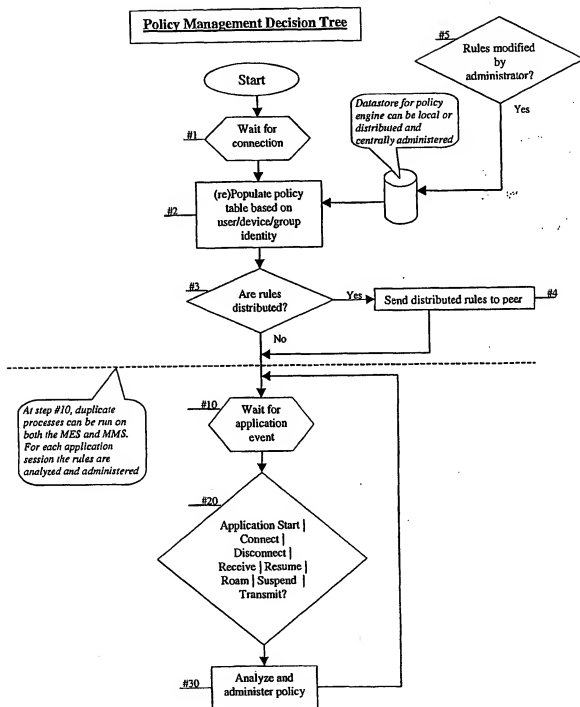 Policy Management Decision Tree
#5
Rules modified
by
administrator?
Yes
Start
Datastore for policy
engine can be local or
distributed and
centrally administered
#1
Wait for
connection
#2
(re)Populate policy
table based on
user/device/group
identity
#3
Are rules
distributed?
Yes
Send distributed rules to peer
#4
No
At step #10, duplicate
processes can be run on
both the MES and MMS.
For each application
session the rules are
analyzed and administered
#10
Wait for
application
event
#20
Application Start |
Connect |
Disconnect |
Receive | Resume |
Roam | Suspend |
Transmit?
#30
Analyze and
administer policy